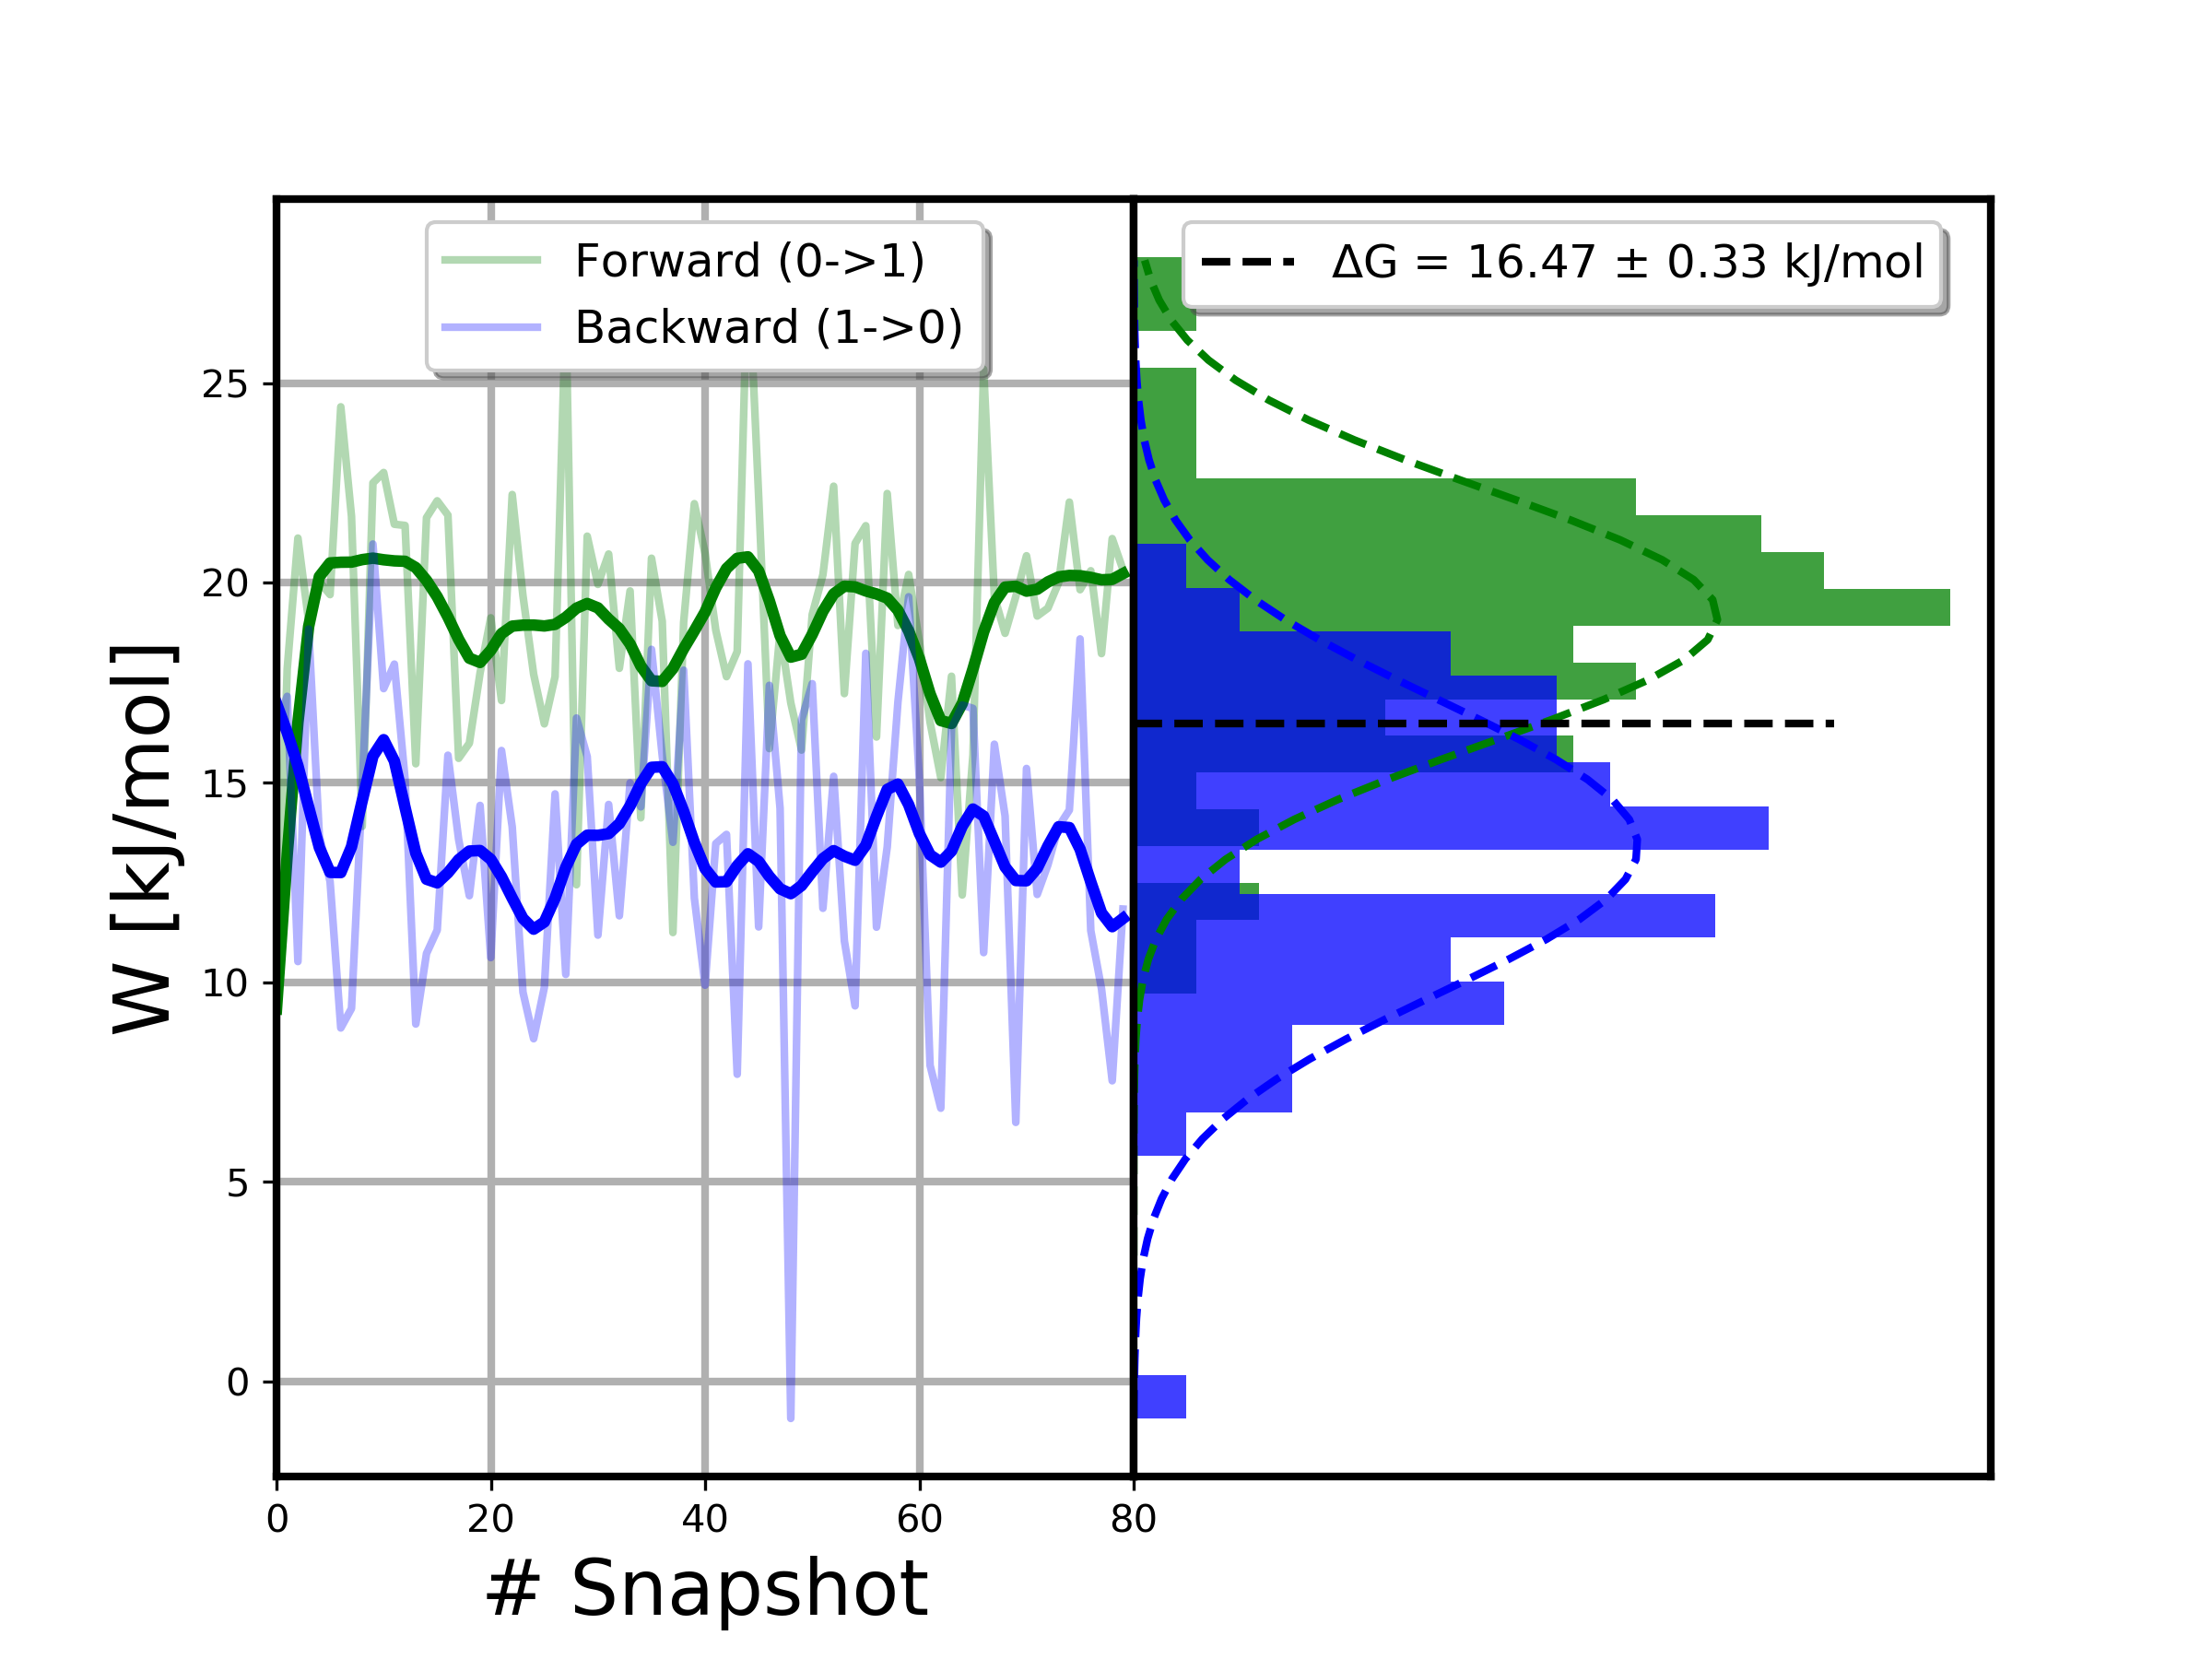 Forward (0->1)
Backward (1->0)
ΔG = 16.47 ± 0.33 kJ/mol
W [kJ/mol]
25
20
15
10
5
0
0 20 40 60 80
# Snapshot